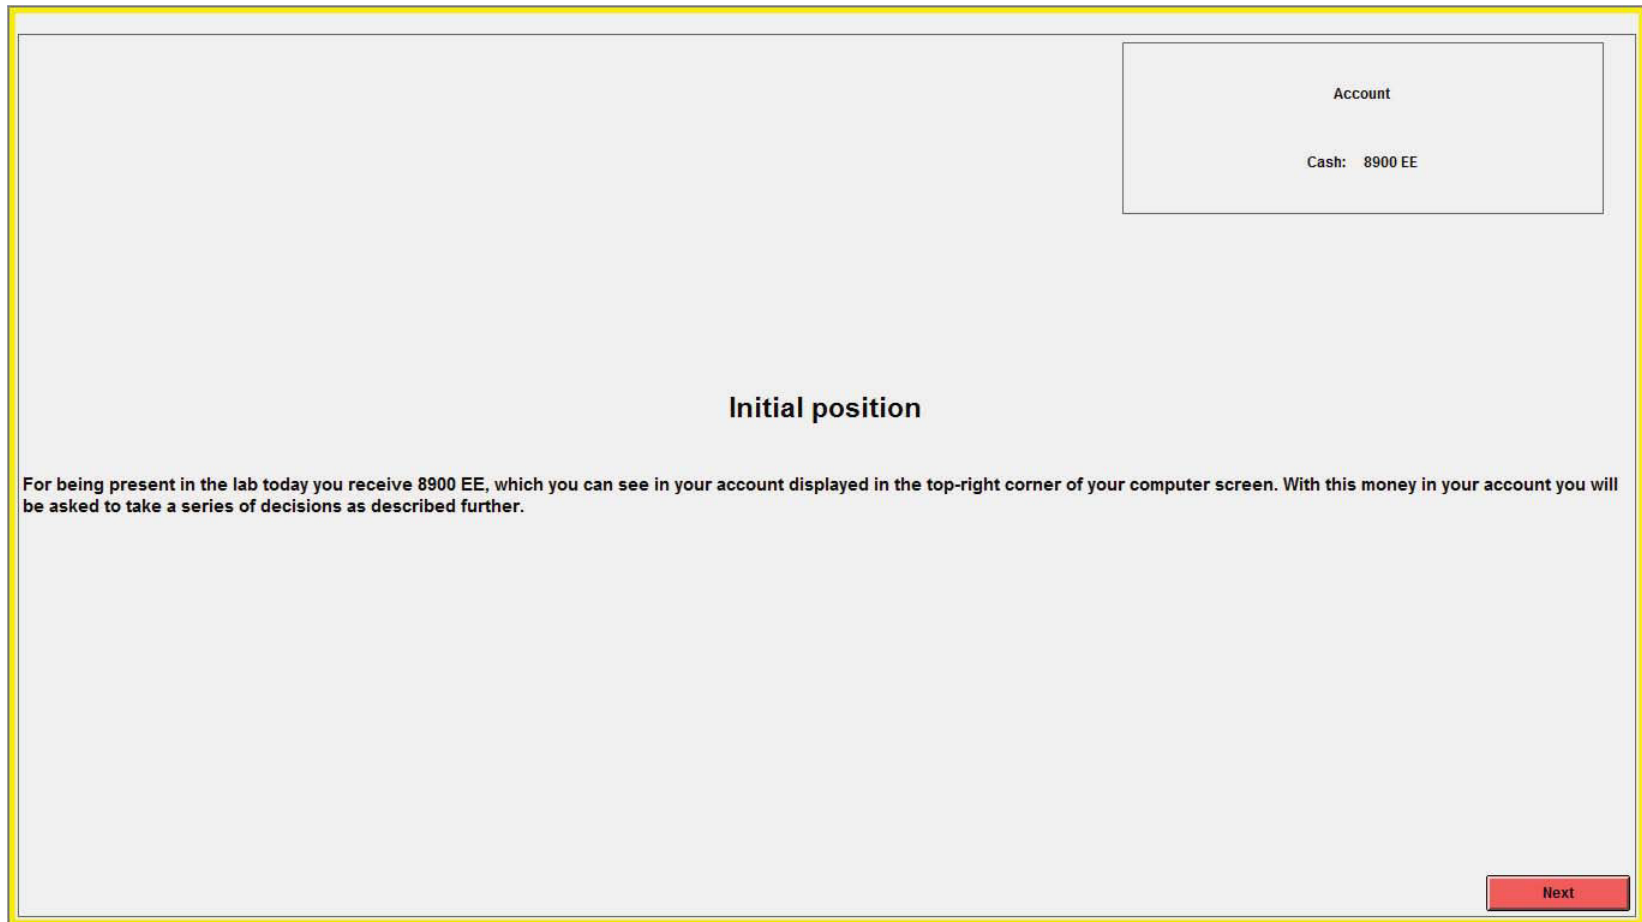 Account
Cash: 8900 EE
Initial position
For being present in the lab today you receive 8900 EE, which you can see in your account displayed in the top-right corner of your computer screen. With this money in your account you will
be asked to take a series of decisions as described further.
Next